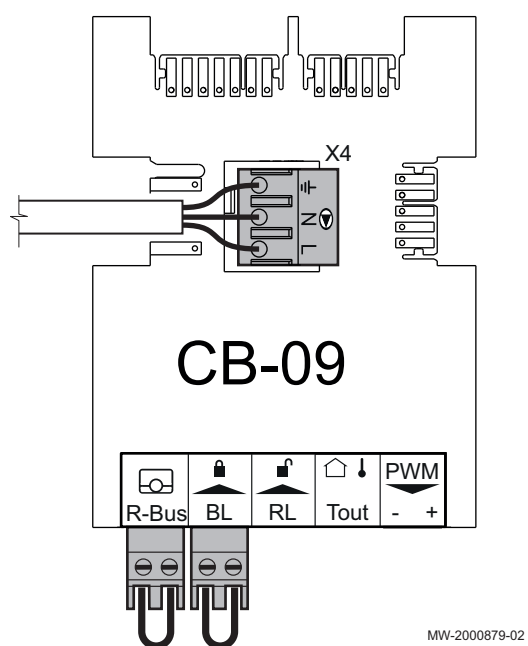 X4
N
L
CB-09
PWM
R-Bus BL RL Tout - +
MW-2000879-02